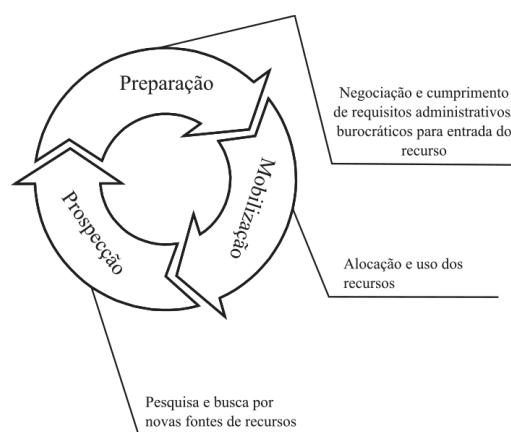 Preparação
Negociação e cumprimento
de requisitos administrativos
burocráticos para entrada do
recurso
Mobilização
Alocação e uso dos
recursos
Prospecção
Pesquisa e busca por
novas fontes de recursos